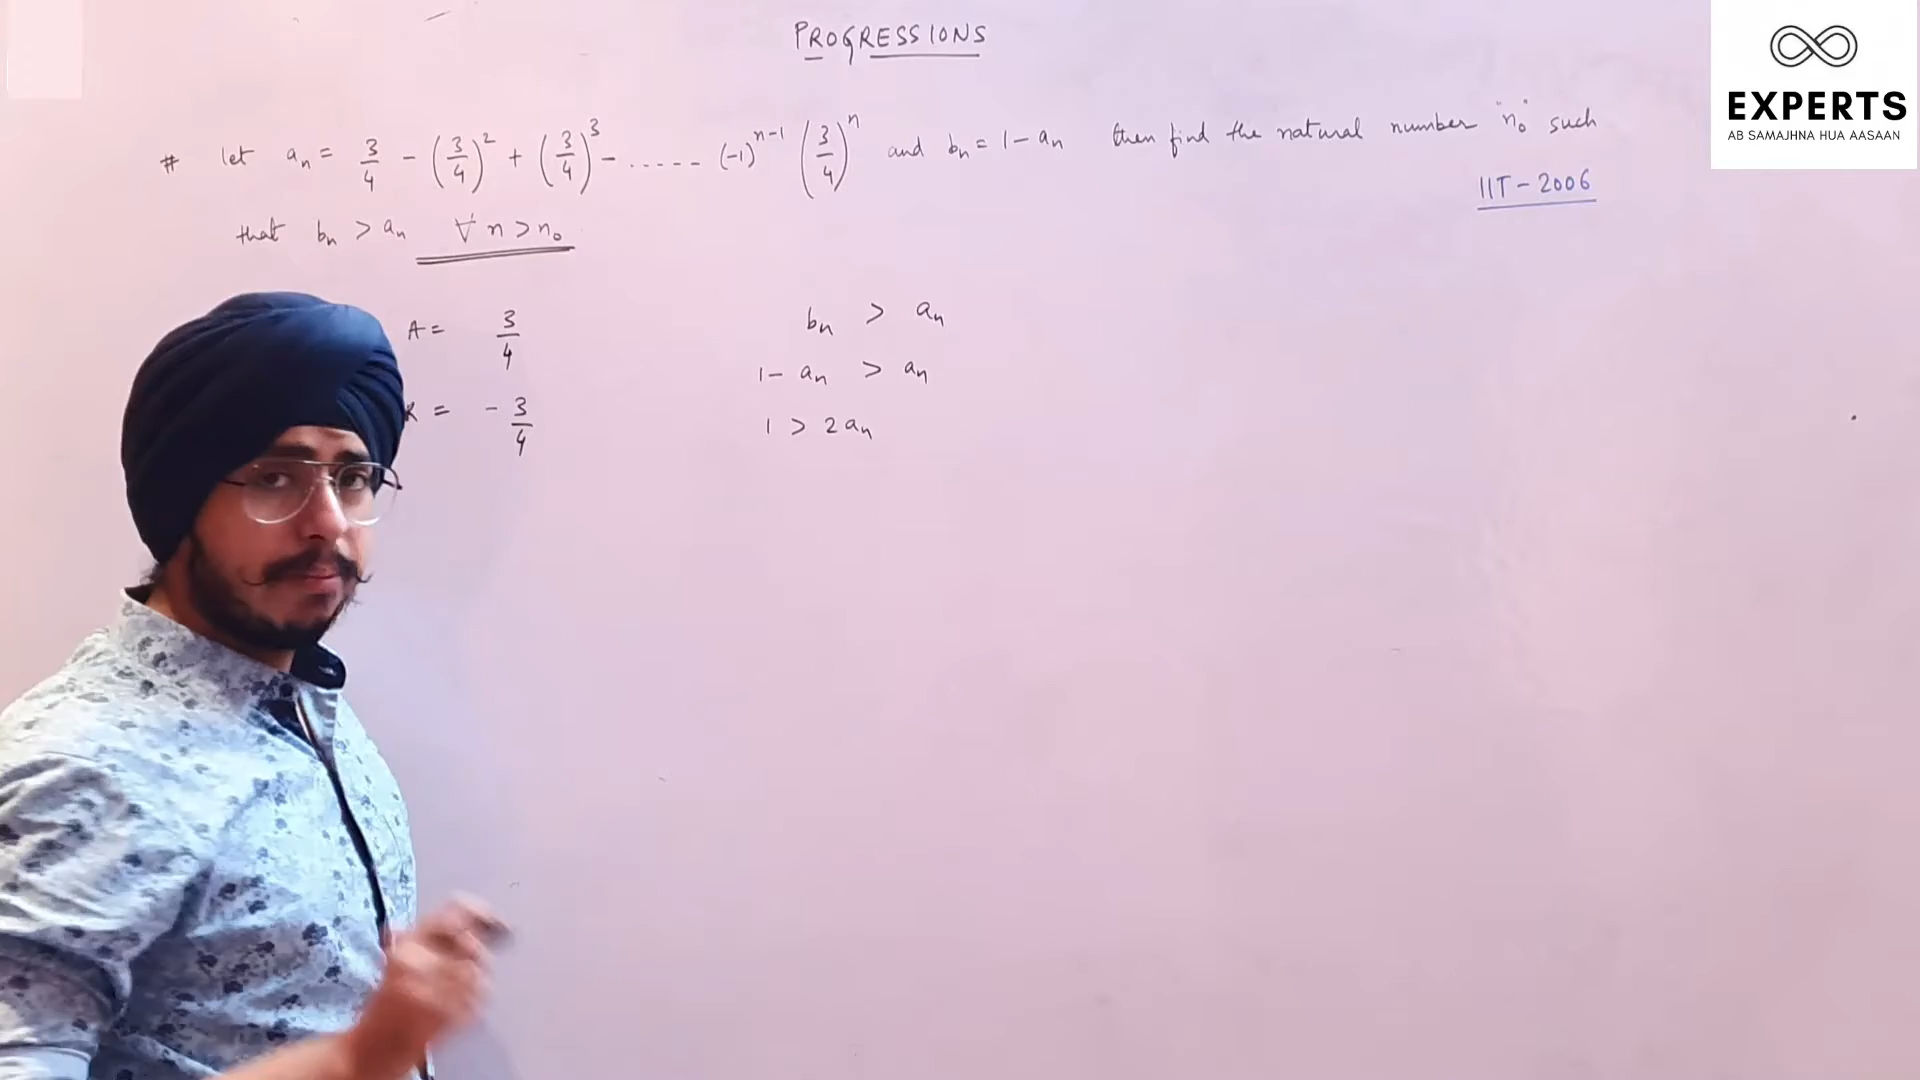 PROGRESSIONS
EXPERTS
AB SAMAJHNA HUA AASAAN
# let aₙ = 3/4 - (3/4)² + (3/4)³ - ...... (-1)ⁿ⁻¹ (3/4)ⁿ and bₙ = 1 - aₙ then find the natural number "n₀" such
IIT - 2006
that bₙ > aₙ ∀ n > n₀
A = 3/4
bₙ > aₙ
1 - aₙ > aₙ
R = - 3/4
1 > 2aₙ